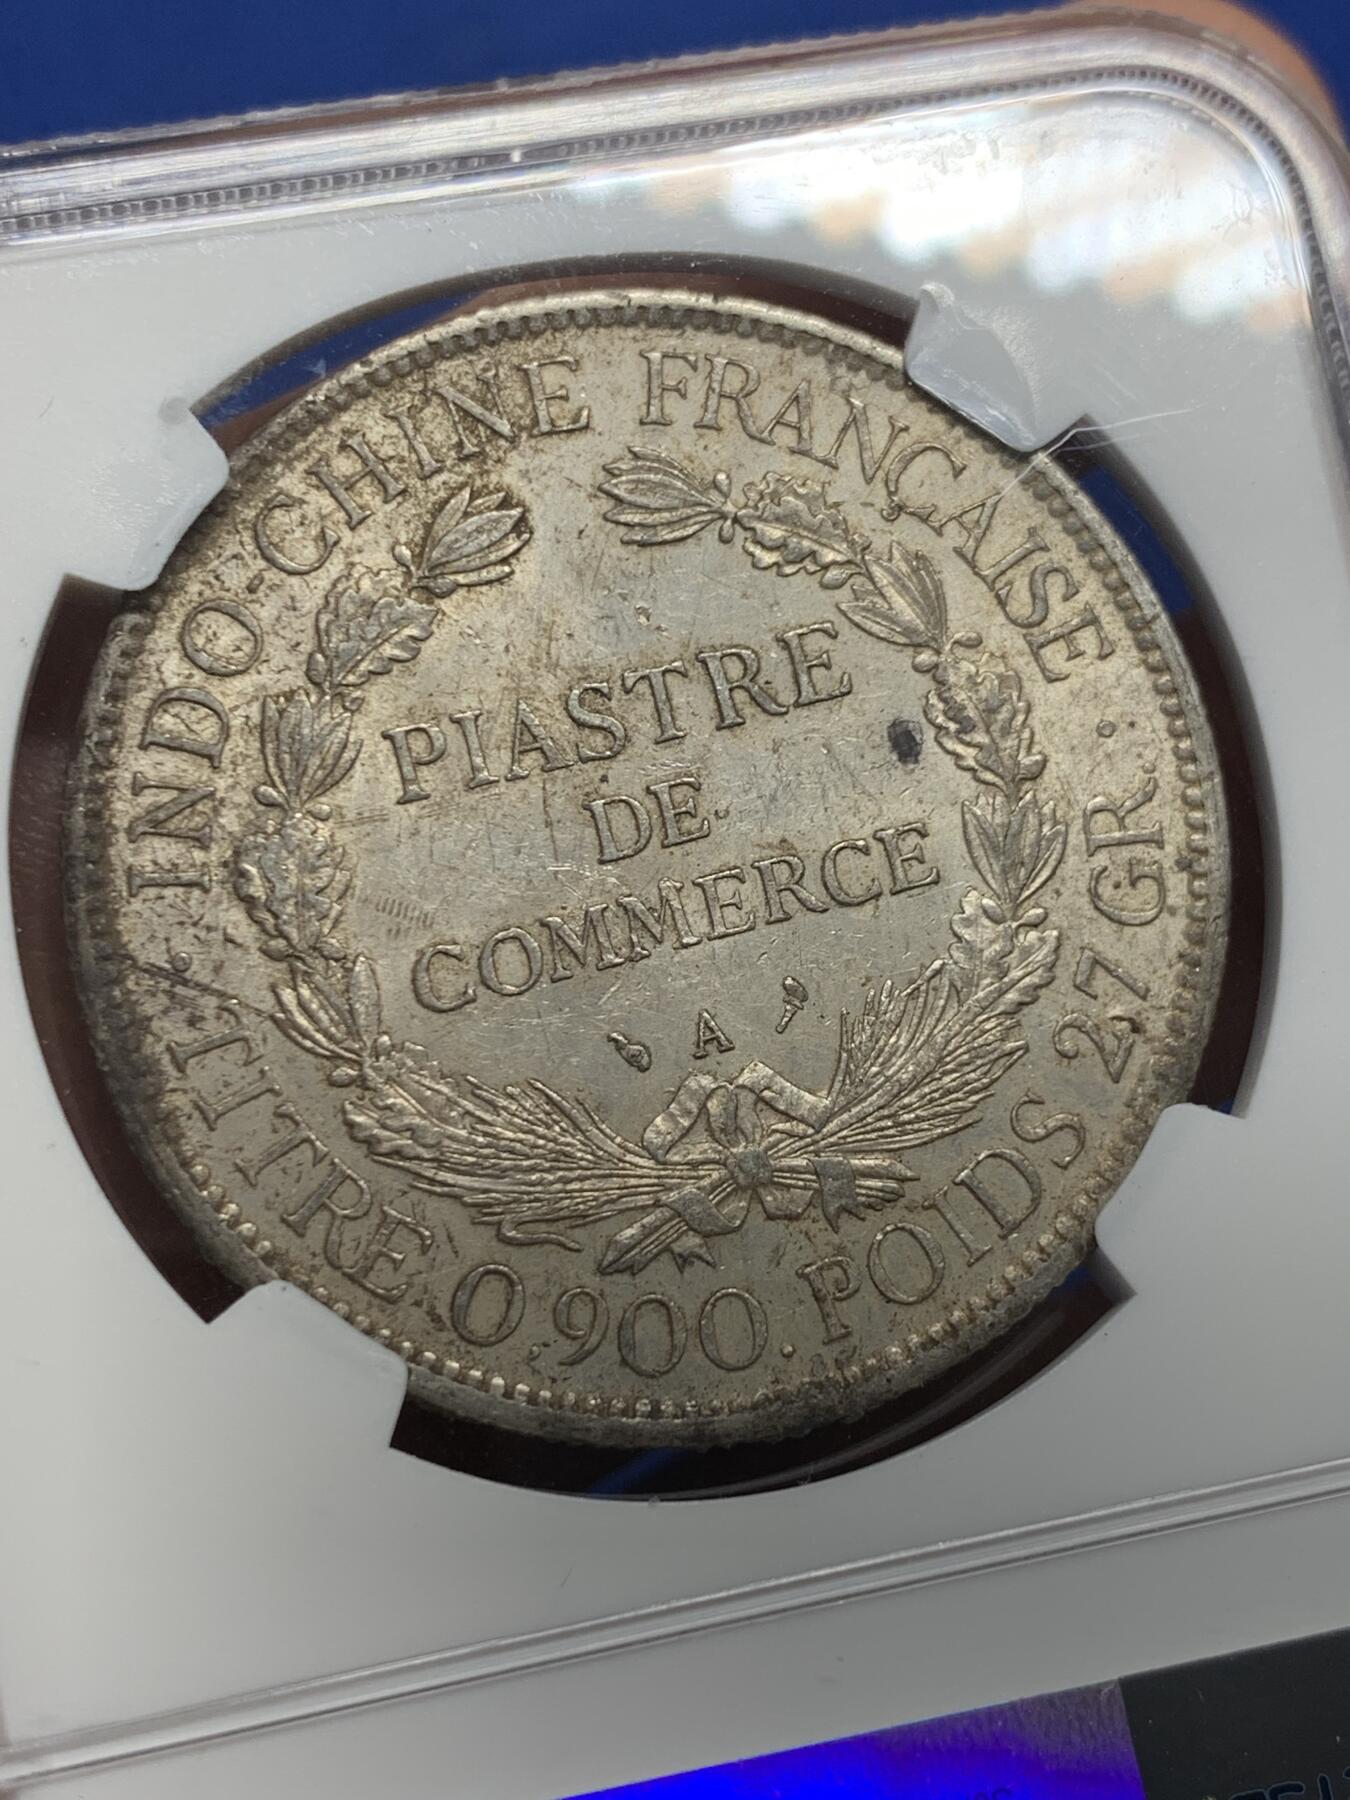 INDO-CHINE FRANÇAISE
PIASTRE
DE
COMMERCE
A
TITRE 0,900. POIDS 27 GR.